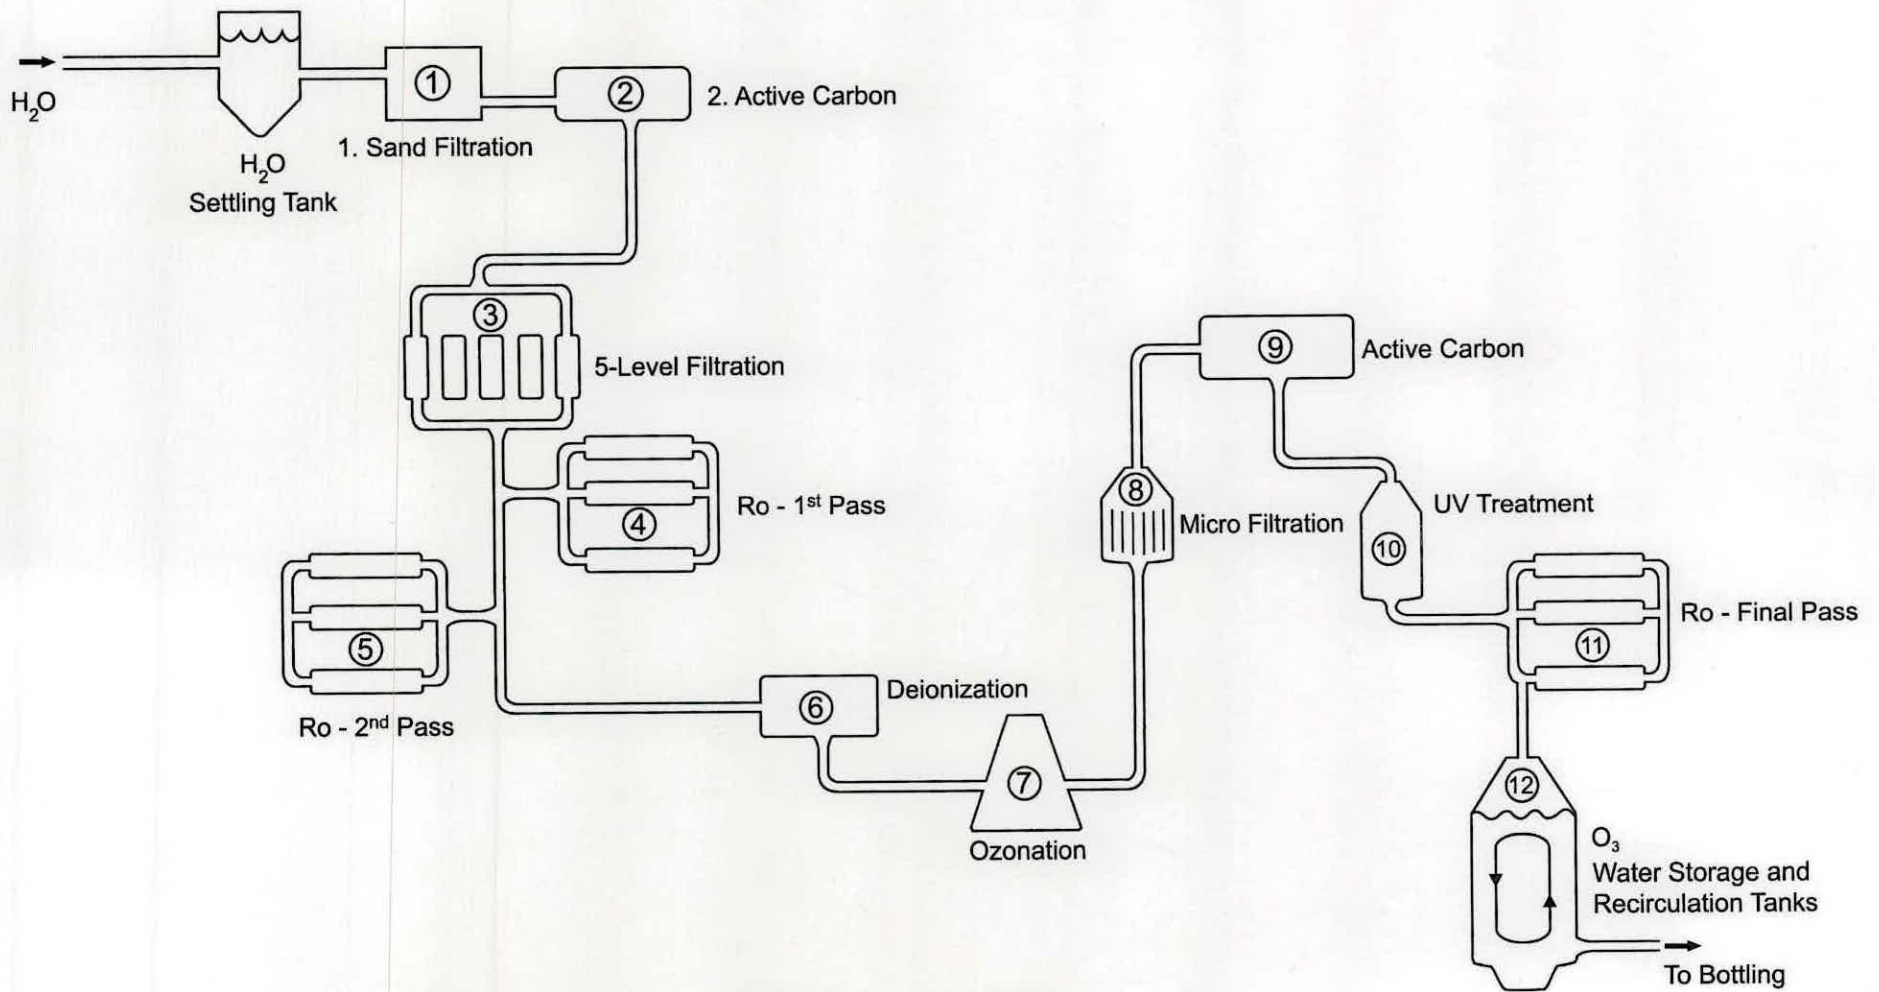 H₂O
H₂O
Settling Tank
①
1. Sand Filtration
②
2. Active Carbon
③
5-Level Filtration
④
Ro - 1st Pass
⑤
Ro - 2nd Pass
⑥
Deionization
⑦
Ozonation
⑧
Micro Filtration
⑨
Active Carbon
⑩
UV Treatment
⑪
Ro - Final Pass
⑫
O₃
Water Storage and
Recirculation Tanks
To Bottling